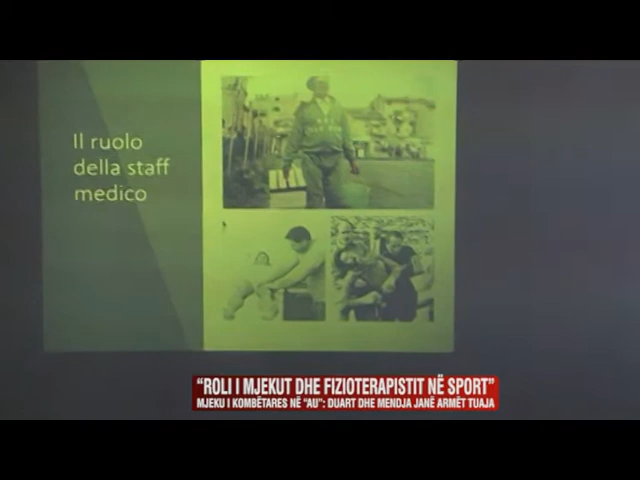 Il ruolo
della staff
medico
“ROLI I MJEKUT DHE FIZIOTERAPISTIT NË SPORT”
MJEKU I KOMBËTARES NË "AU": DUART DHE MENDJA JANË ARMËT TUAJA